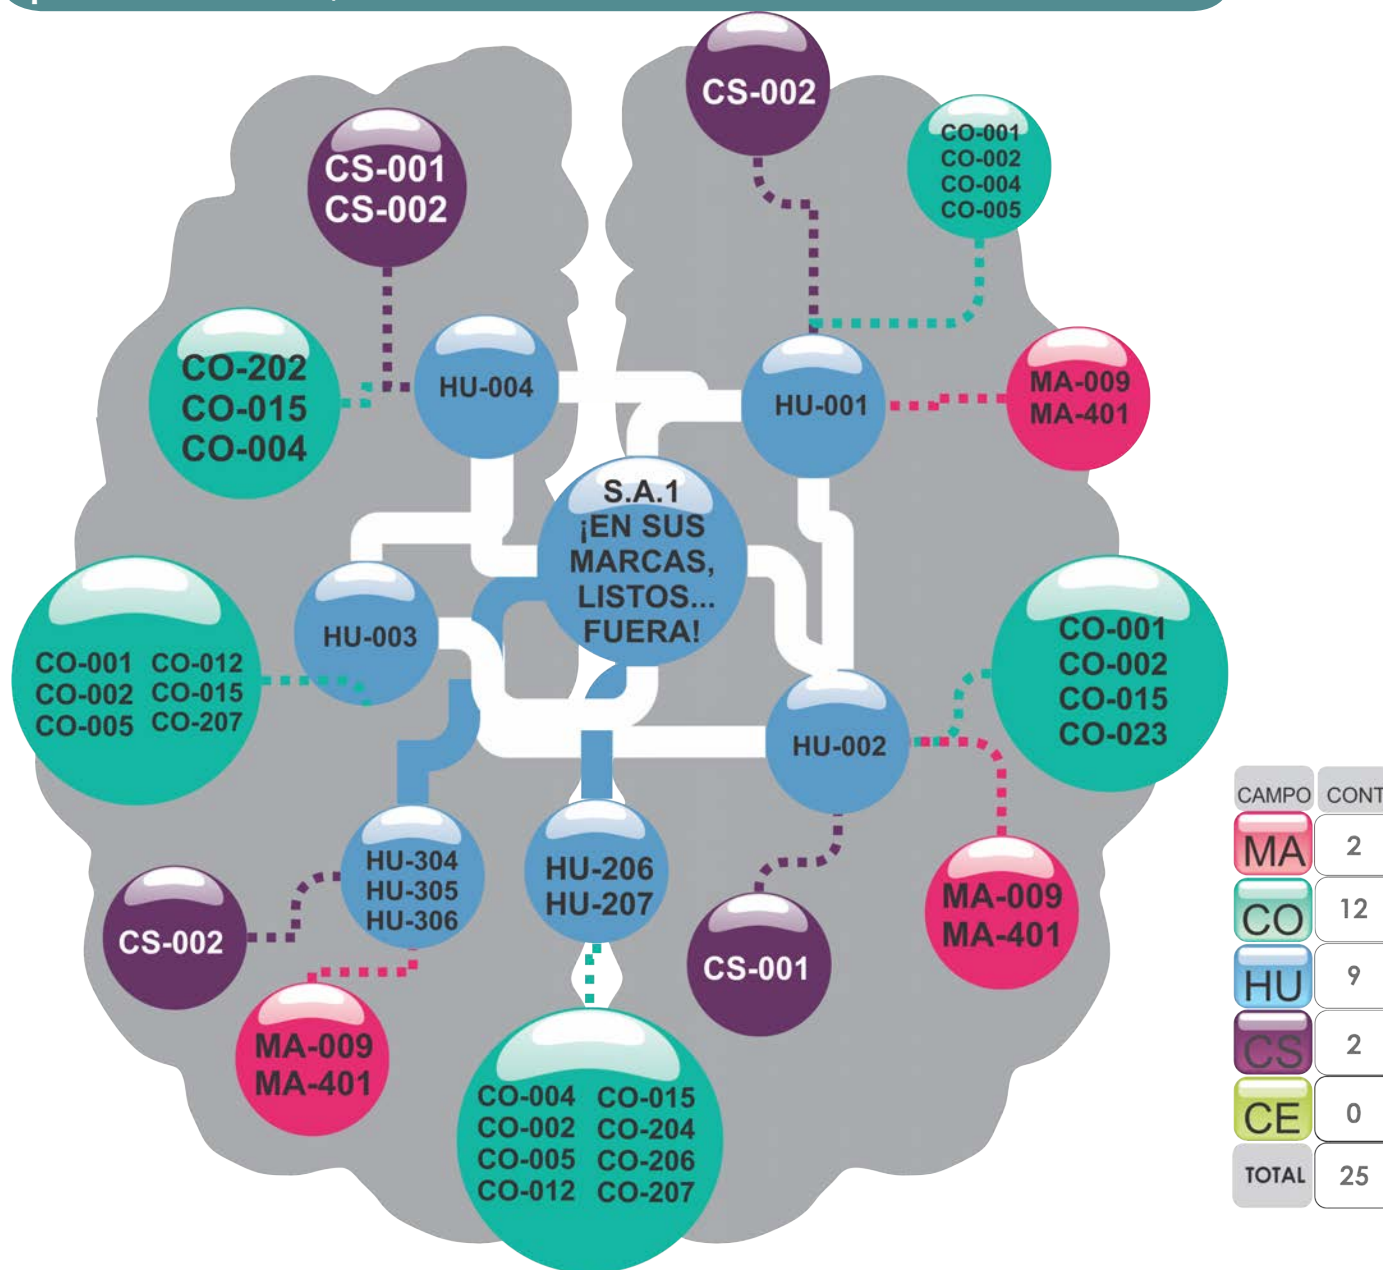 CS-002
CO-001
CO-002
CO-004
CO-005
CS-001
CS-002
CO-202
CO-015
CO-004
HU-004
HU-001
MA-009
MA-401
S.A.1
¡EN SUS
MARCAS,
LISTOS...
FUERA!
HU-003
CO-001 CO-012
CO-002 CO-015
CO-005 CO-207
CO-001
CO-002
CO-015
CO-023
HU-002
HU-304
HU-305
HU-306
HU-206
HU-207
CS-002
CS-001
MA-009
MA-401
MA-009
MA-401
CO-004 CO-015
CO-002 CO-204
CO-005 CO-206
CO-012 CO-207
CAMPO CONT
MA 2
CO 12
HU 9
CS 2
CE 0
TOTAL 25